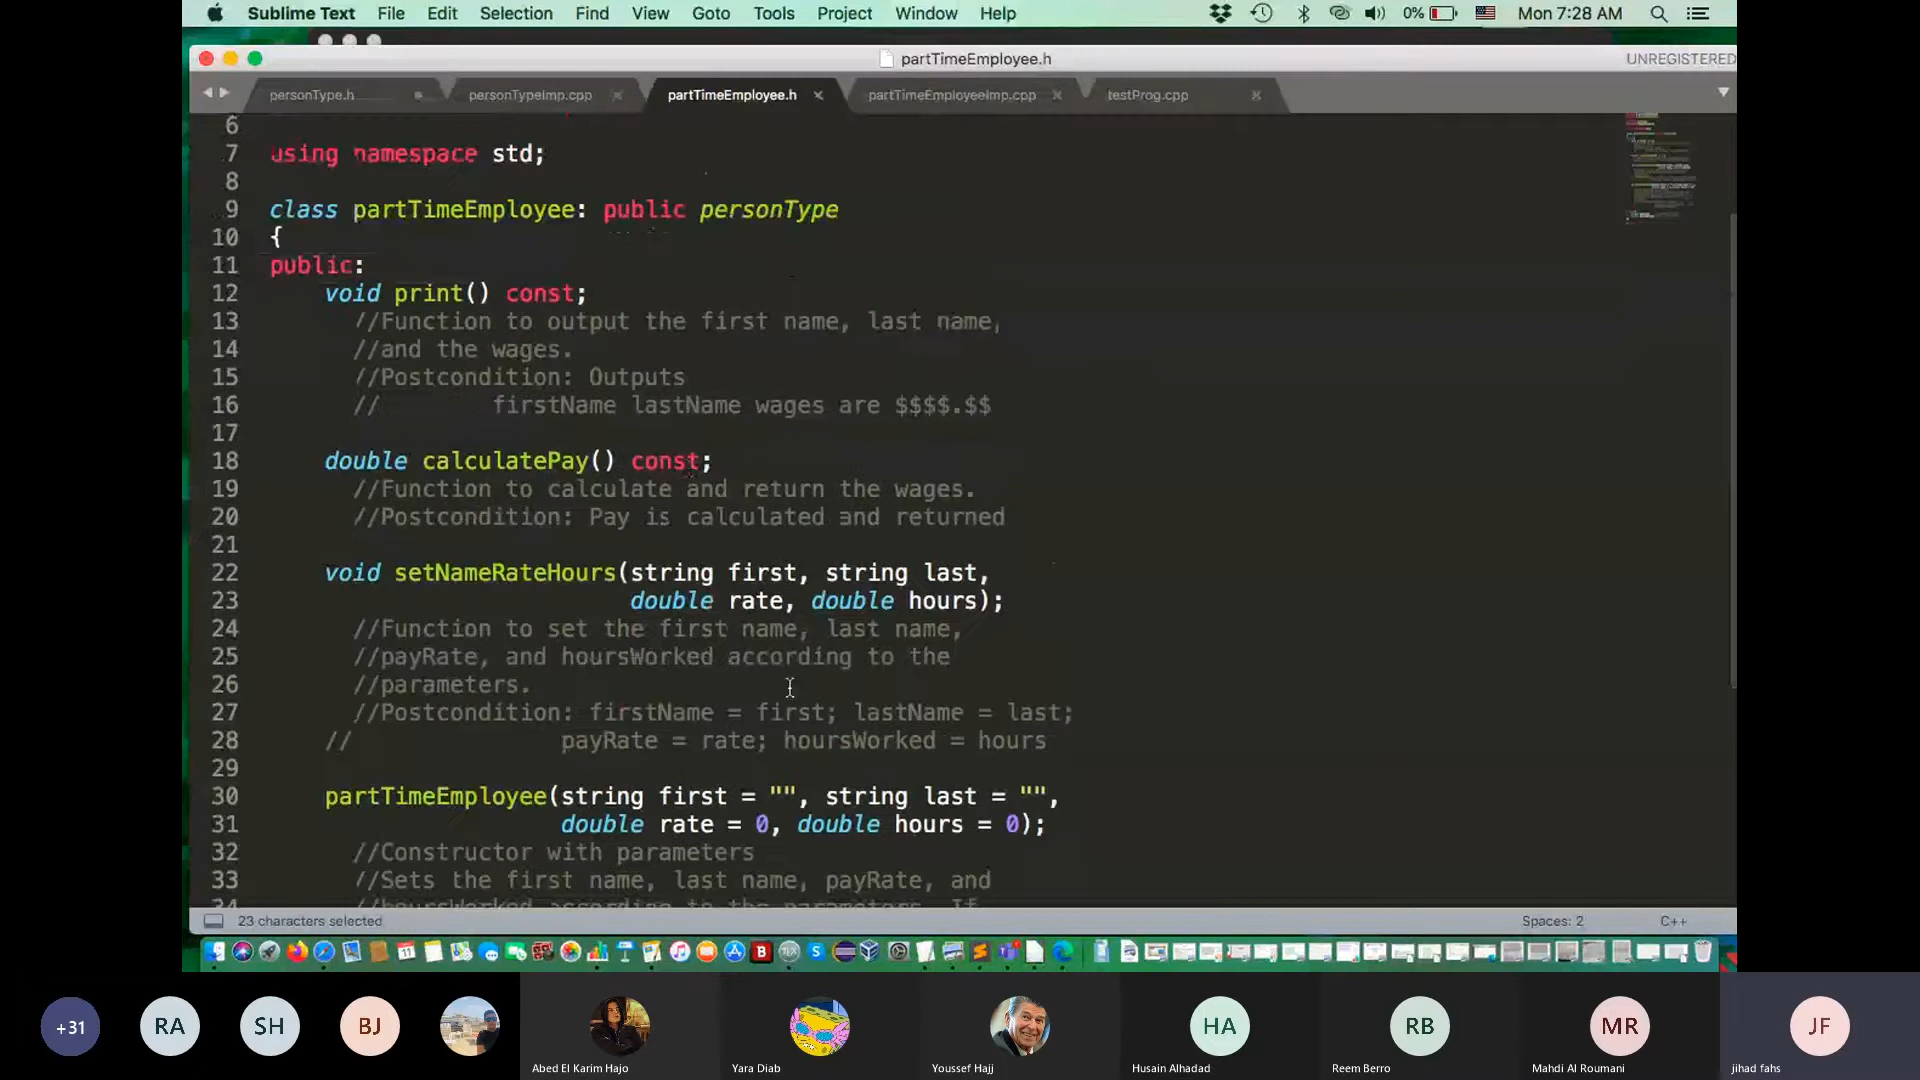 Sublime Text File Edit Selection Find View Goto Tools Project Window Help 0% Mon 7:28 AM
partTimeEmployee.h UNREGISTERED
personType.h personTypeImp.cpp partTimeEmployee.h partTimeEmployeeImp.cpp testProg.cpp
6
7 using namespace std;
8
9 class partTimeEmployee: public personType
10 {
11 public:
12 void print() const;
13 //Function to output the first name, last name,
14 //and the wages.
15 //Postcondition: Outputs
16 // firstName lastName wages are $$$$.$$
17
18 double calculatePay() const;
19 //Function to calculate and return the wages.
20 //Postcondition: Pay is calculated and returned
21
22 void setNameRateHours(string first, string last,
23 double rate, double hours);
24 //Function to set the first name, last name,
25 //payRate, and hoursWorked according to the
26 //parameters.
27 //Postcondition: firstName = first; lastName = last;
28 // payRate = rate; hoursWorked = hours
29
30 partTimeEmployee(string first = "", string last = "",
31 double rate = 0, double hours = 0);
32 //Constructor with parameters
33 //Sets the first name, last name, payRate, and
34 //hoursWorked according to the parameters. If
23 characters selected Spaces: 2 C++
+31 RA SH BJ HA RB MR JF
Abed El Karim Hajo Yara Diab Youssef Hajj Husain Alhadad Reem Berro Mahdi Al Roumani jihad fahs